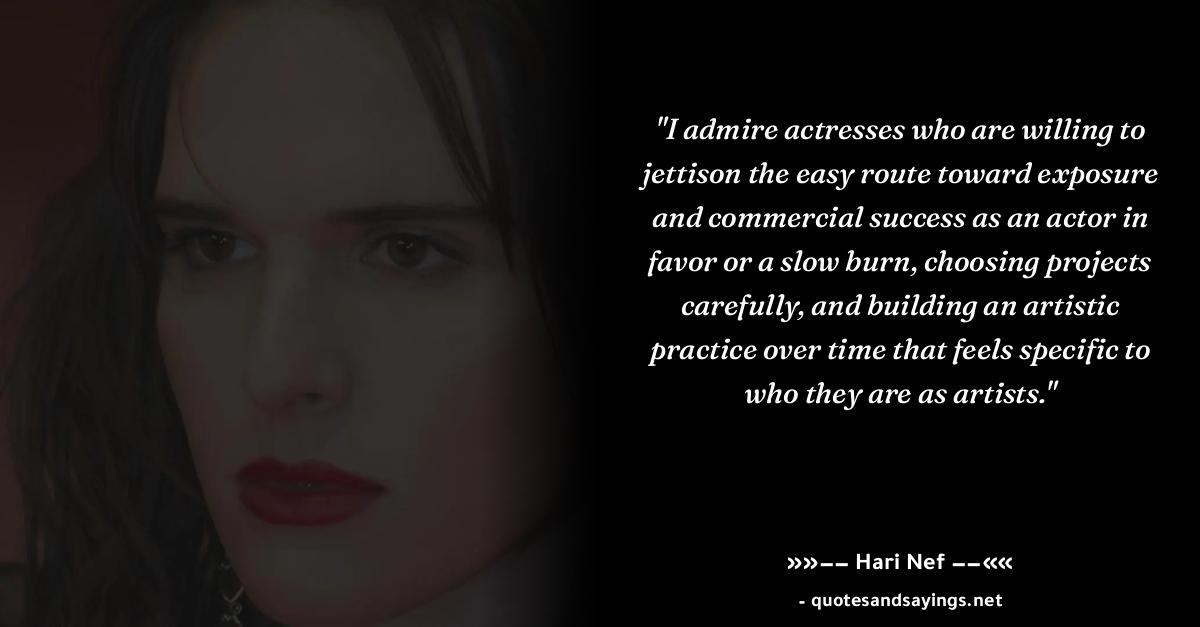 "I admire actresses who are willing to
jettison the easy route toward exposure
and commercial success as an actor in
favor or a slow burn, choosing projects
carefully, and building an artistic
practice over time that feels specific to
who they are as artists."
»»−− Hari Nef −−««
- quotesandsayings.net